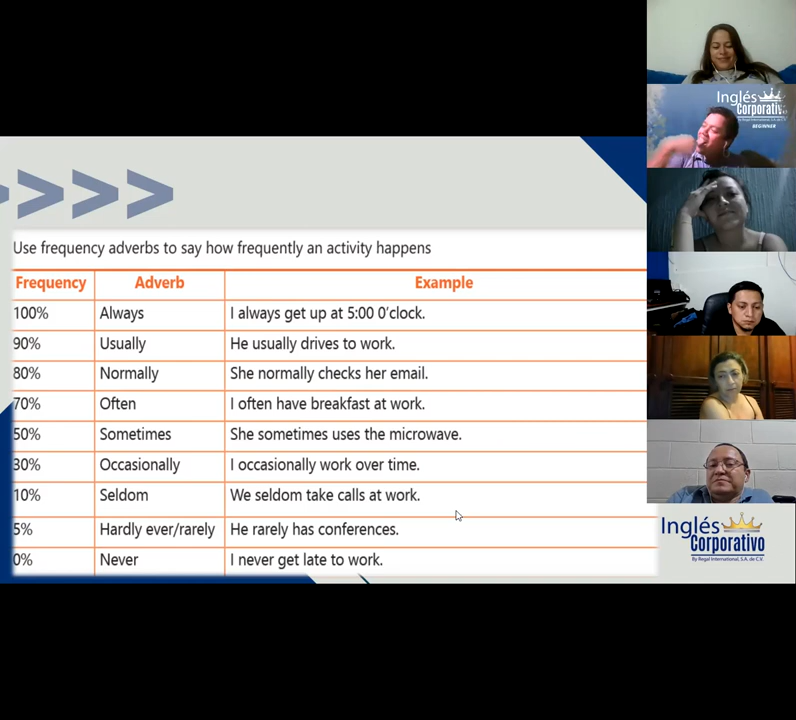 Inglés
Corporativo
BEGINNER
Use frequency adverbs to say how frequently an activity happens
Frequency Adverb Example
100% Always I always get up at 5:00 0'clock.
90% Usually He usually drives to work.
80% Normally She normally checks her email.
70% Often I often have breakfast at work.
50% Sometimes She sometimes uses the microwave.
30% Occasionally I occasionally work over time.
10% Seldom We seldom take calls at work.
5% Hardly ever/rarely He rarely has conferences.
0% Never I never get late to work.
Inglés
Corporativo
By Regal International, S.A. de C.V.